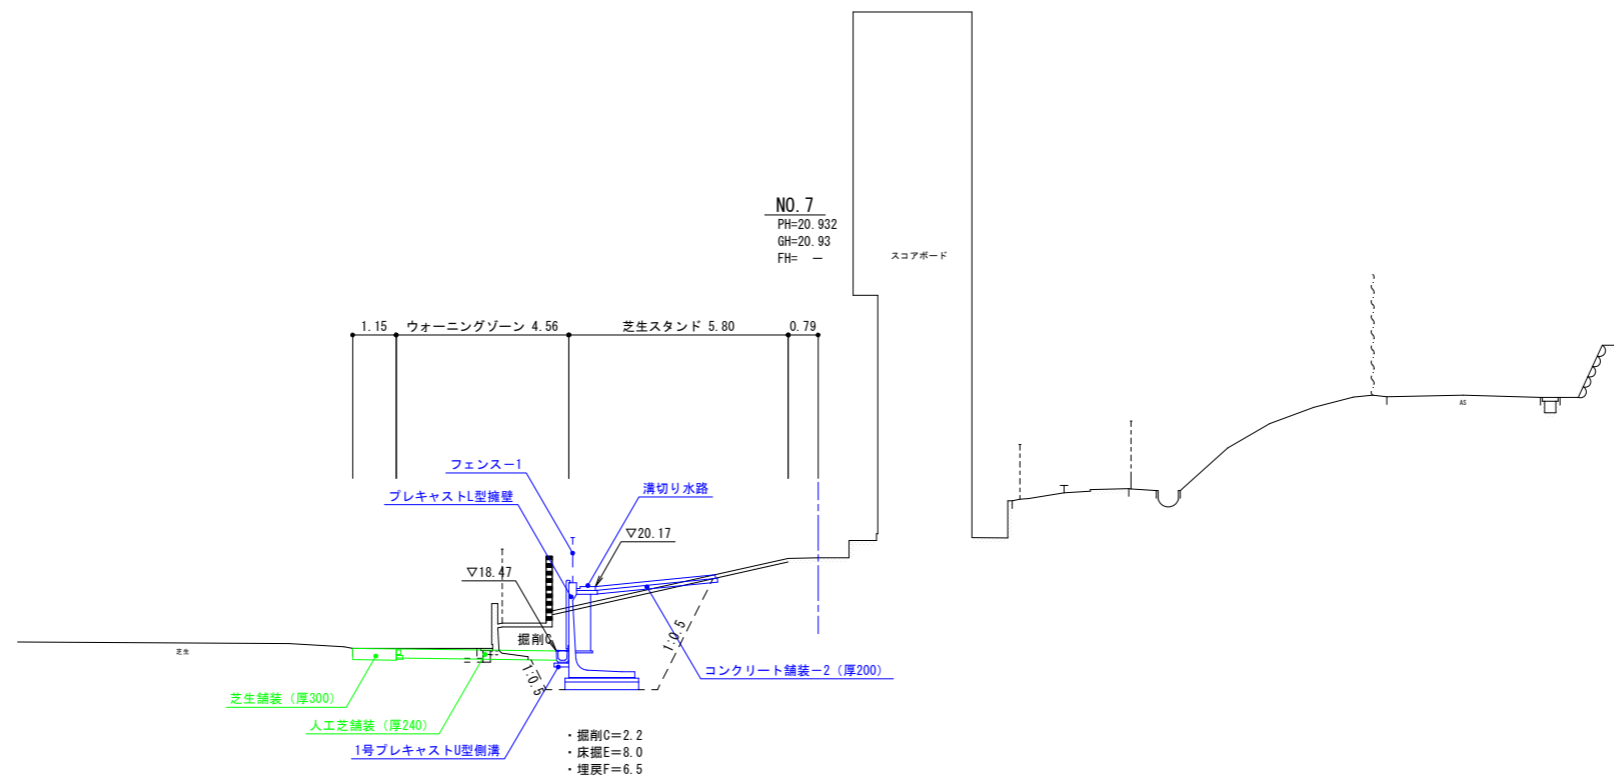 NO.7
PH=20.932
GH=20.93
FH= －
スコアボード
1.15
ウォーニングゾーン 4.56
芝生スタンド 5.80
0.79
AS
フェンス－1
プレキャストL型擁壁
溝切り水路
▽20.17
▽18.47
掘削C
芝生
1:0.5
1:0.5
コンクリート舗装－2（厚200）
芝生舗装（厚300）
人工芝舗装（厚240）
1号プレキャストU型側溝
・掘削C＝2.2
・床掘E＝8.0
・埋戻F＝6.5